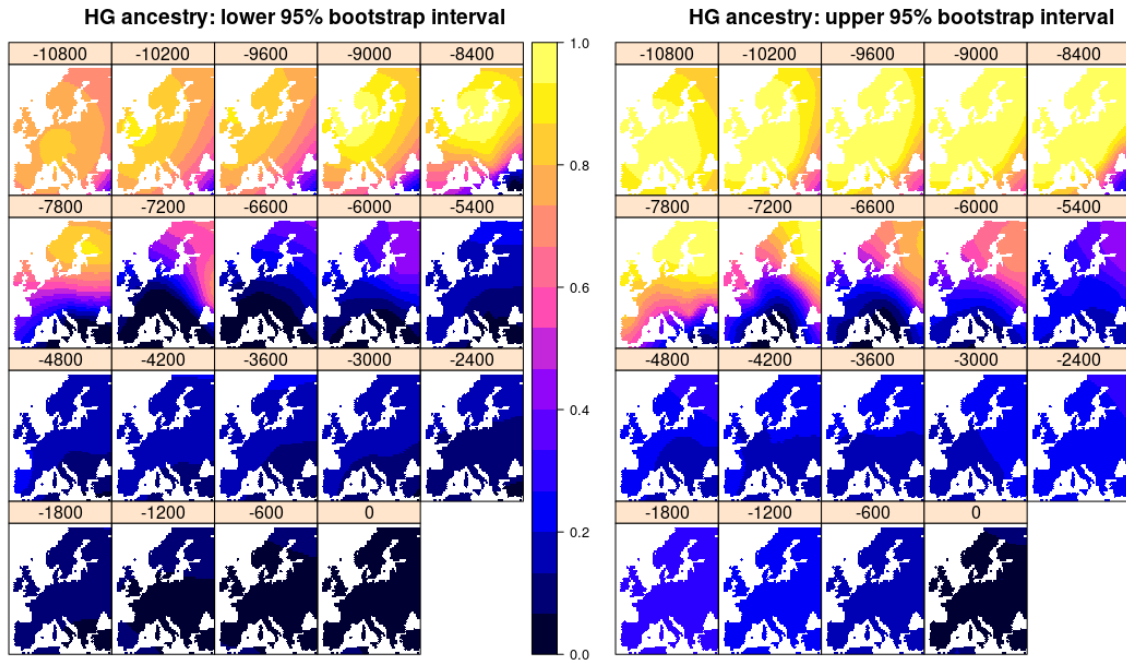 HG ancestry: lower 95% bootstrap interval
-10800 -10200 -9600 -9000 -8400
-7800 -7200 -6600 -6000 -5400
-4800 -4200 -3600 -3000 -2400
-1800 -1200 -600 0
1.0
0.8
0.6
0.4
0.2
0.0
HG ancestry: upper 95% bootstrap interval
-10800 -10200 -9600 -9000 -8400
-7800 -7200 -6600 -6000 -5400
-4800 -4200 -3600 -3000 -2400
-1800 -1200 -600 0